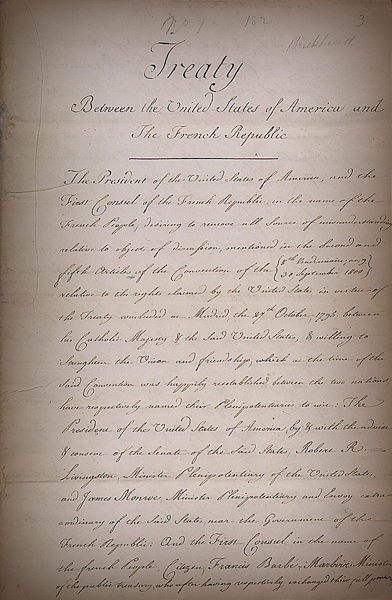 182
3
Treaty
Between the United States of America and
The French Republic
The President of the United States of America, and the
First Consul of the French Republic, in the name of the
French People, desiring to remove all Source of misunderstanding
relative to objects of discussion, mentioned in the Second and
fifth Articles of the Convention of the { 8th Vendemiaire, an 9
30 September 1800 }
relative to the rights claimed by the United States in virtue of
the Treaty concluded at Madrid the 27th October, 1795, between
his Catholic Majesty & the Said United States, & willing to
Strengthen the Union and friendship, which at the time of the
Said Convention was happily reestablished between the two nations,
have respectively named their Plenipotentiaries to wit: The
President of the United States of America, by & with the advice
& consent of the Senate of the Said States, Robert R.
Livingston, Minister Plenipotentiary of the United States,
and James Monroe, Minister Plenipotentiary and Envoy extra
ordinary of the Said States, near the Government of the
French Republic: And the First Consul in the name of
the french People, Citizen Francis Barbé-Marbois Minister
of the public treasury, who after having respectively exchanged their full powers